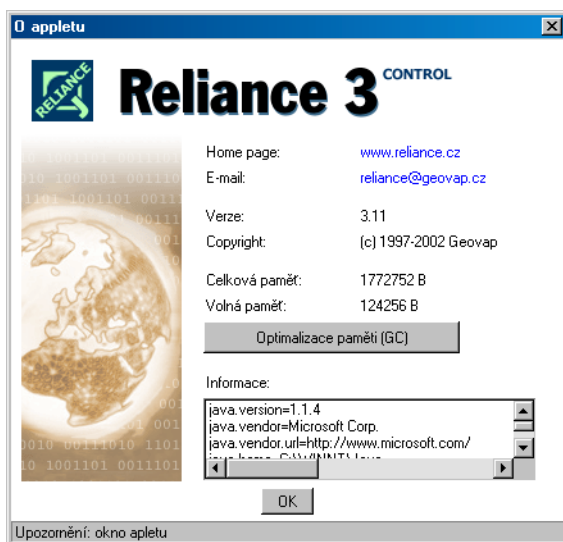 O appletu
RELIANCE
Reliance 3 CONTROL
Home page: www.reliance.cz
E-mail: reliance@geovap.cz
Verze: 3.11
Copyright: (c) 1997-2002 Geovap
Celková paměť: 1772752 B
Volná paměť: 124256 B
Optimalizace paměti (GC)
Informace:
java.version=1.1.4
java.vendor=Microsoft Corp.
java.vendor.url=http://www.microsoft.com/
OK
Upozornění: okno apletu